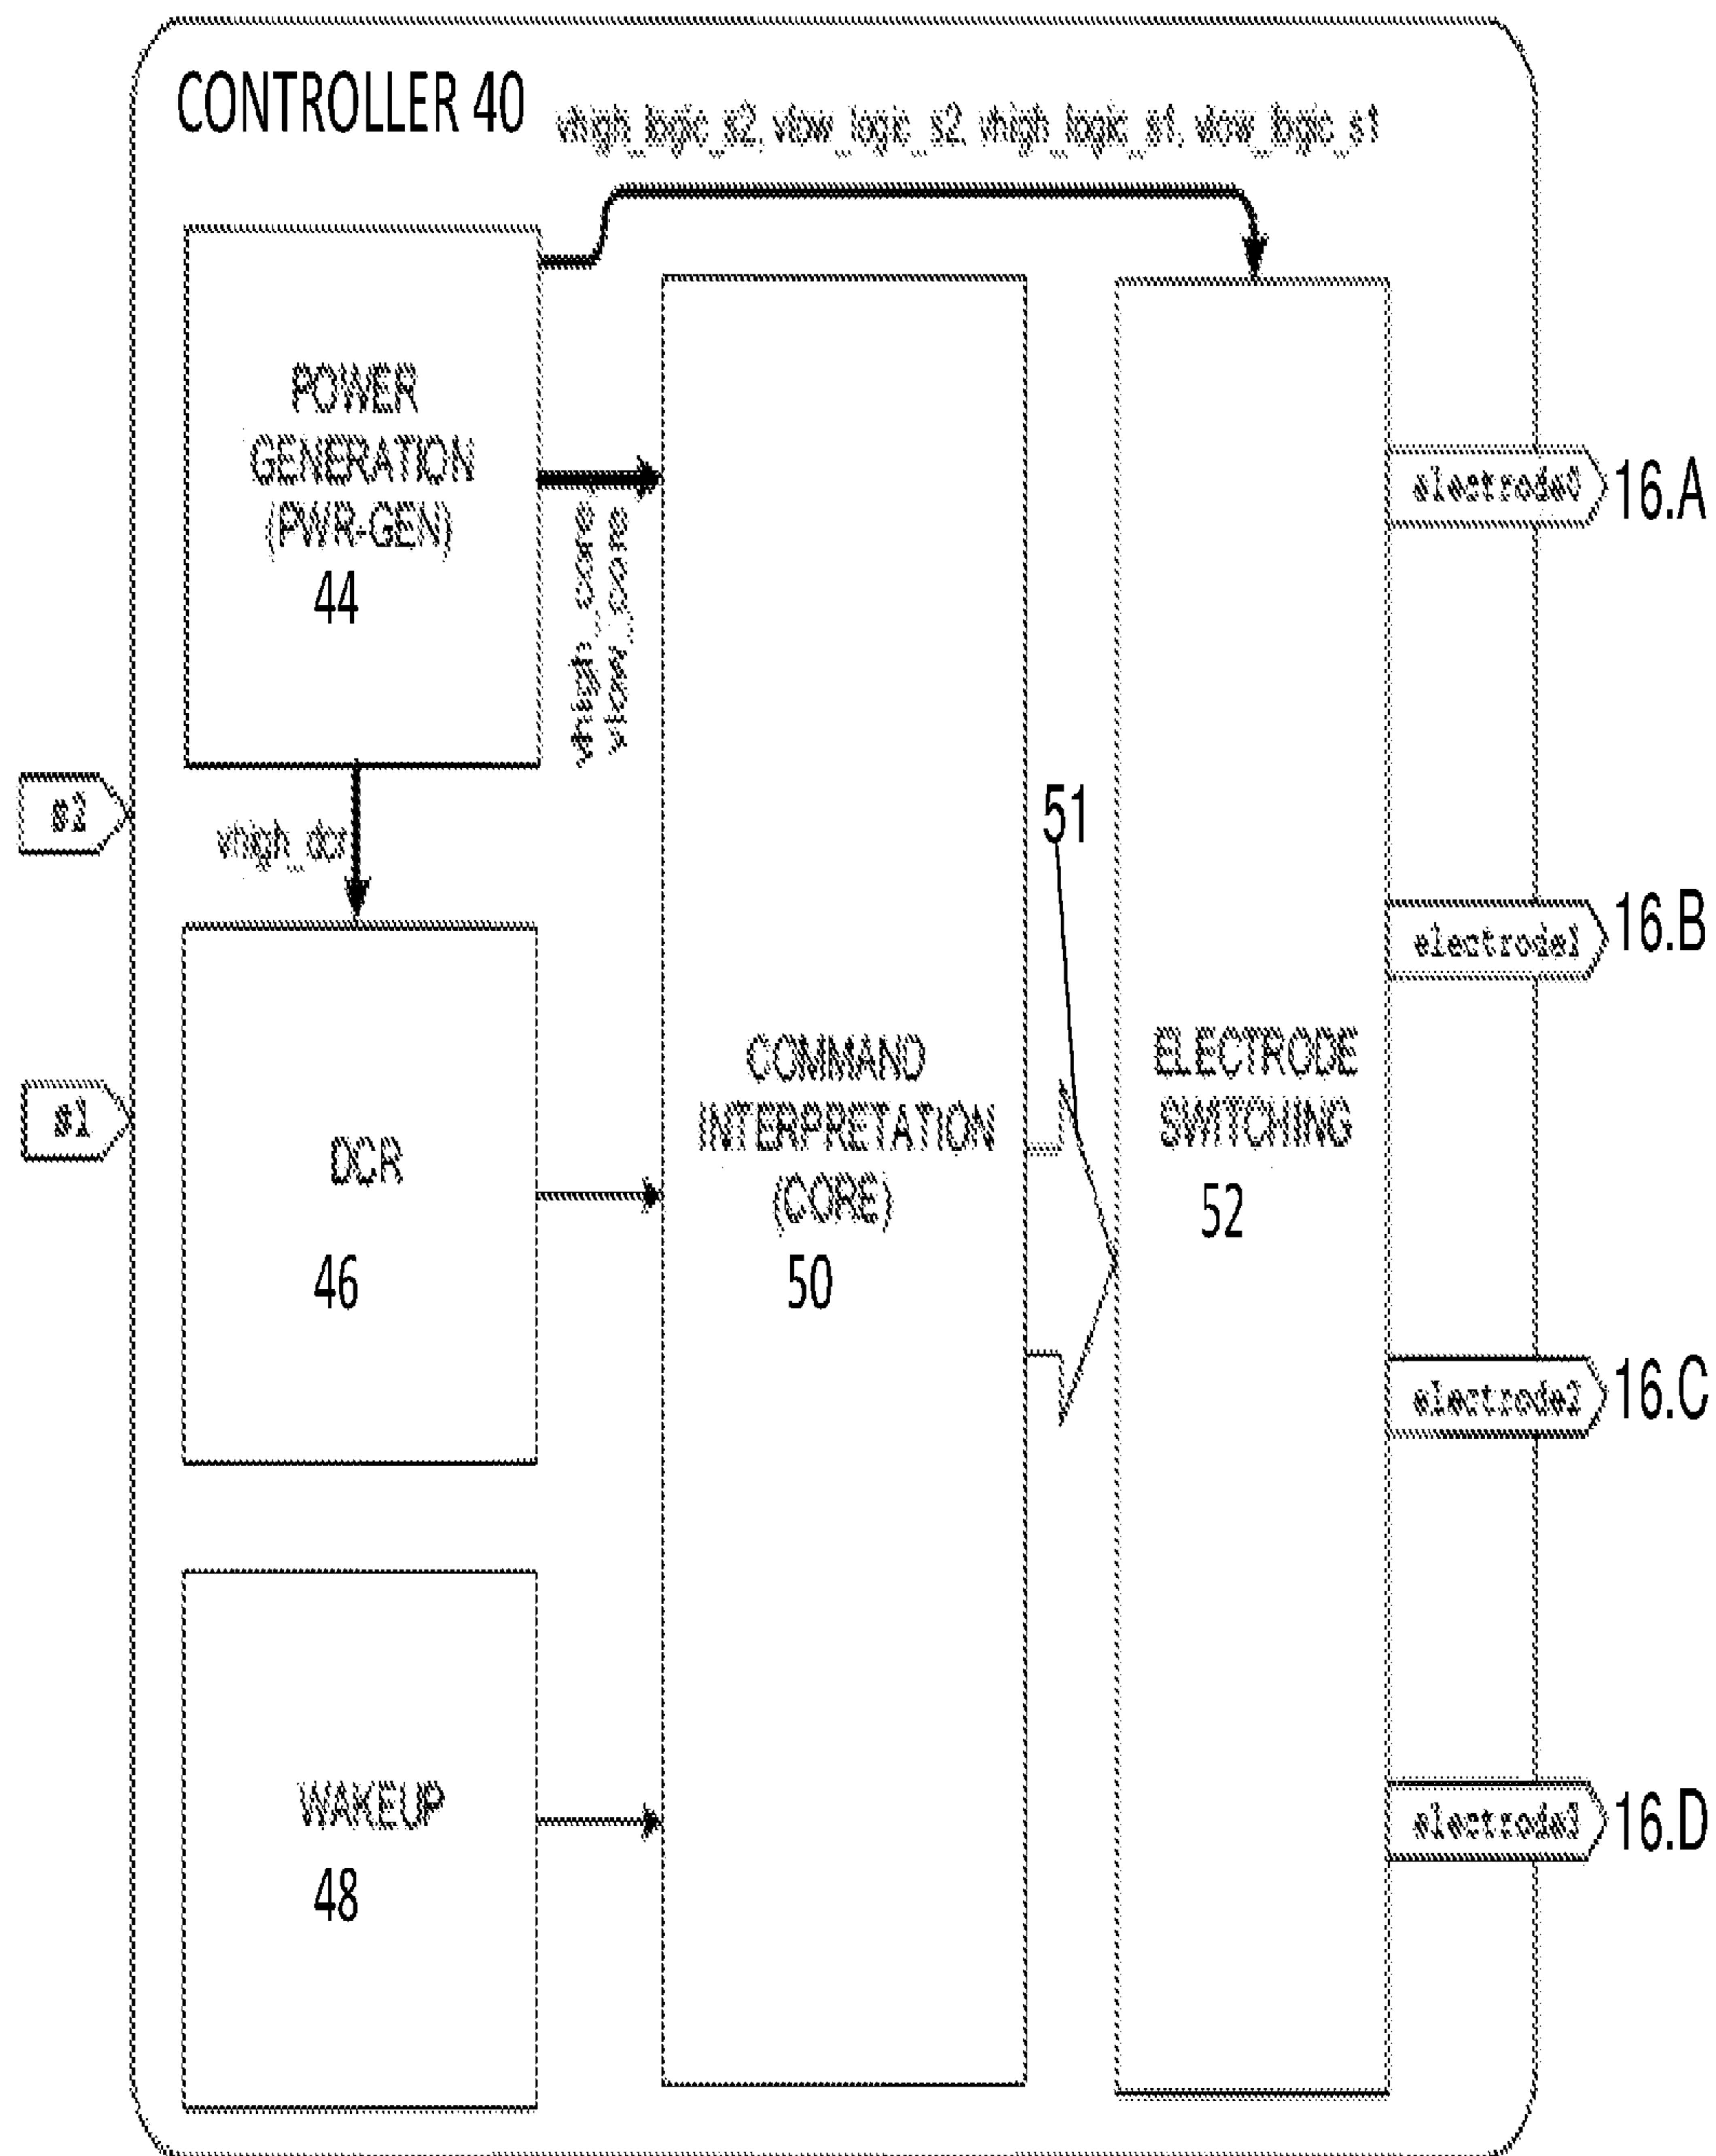 CONTROLLER 40
vhigh_logic_s2, vlow_logic_s2, vhigh_logic_s1, vlow_logic_s1
POWER
GENERATION
(PWR-GEN)
44
vhigh_core
vlow_core
vhigh_dcr
s2
s1
DCR
46
WAKEUP
48
COMMAND
INTERPRETATION
(CORE)
50
51
ELECTRODE
SWITCHING
52
electrode0 16.A
electrode1 16.B
electrode2 16.C
electrode3 16.D